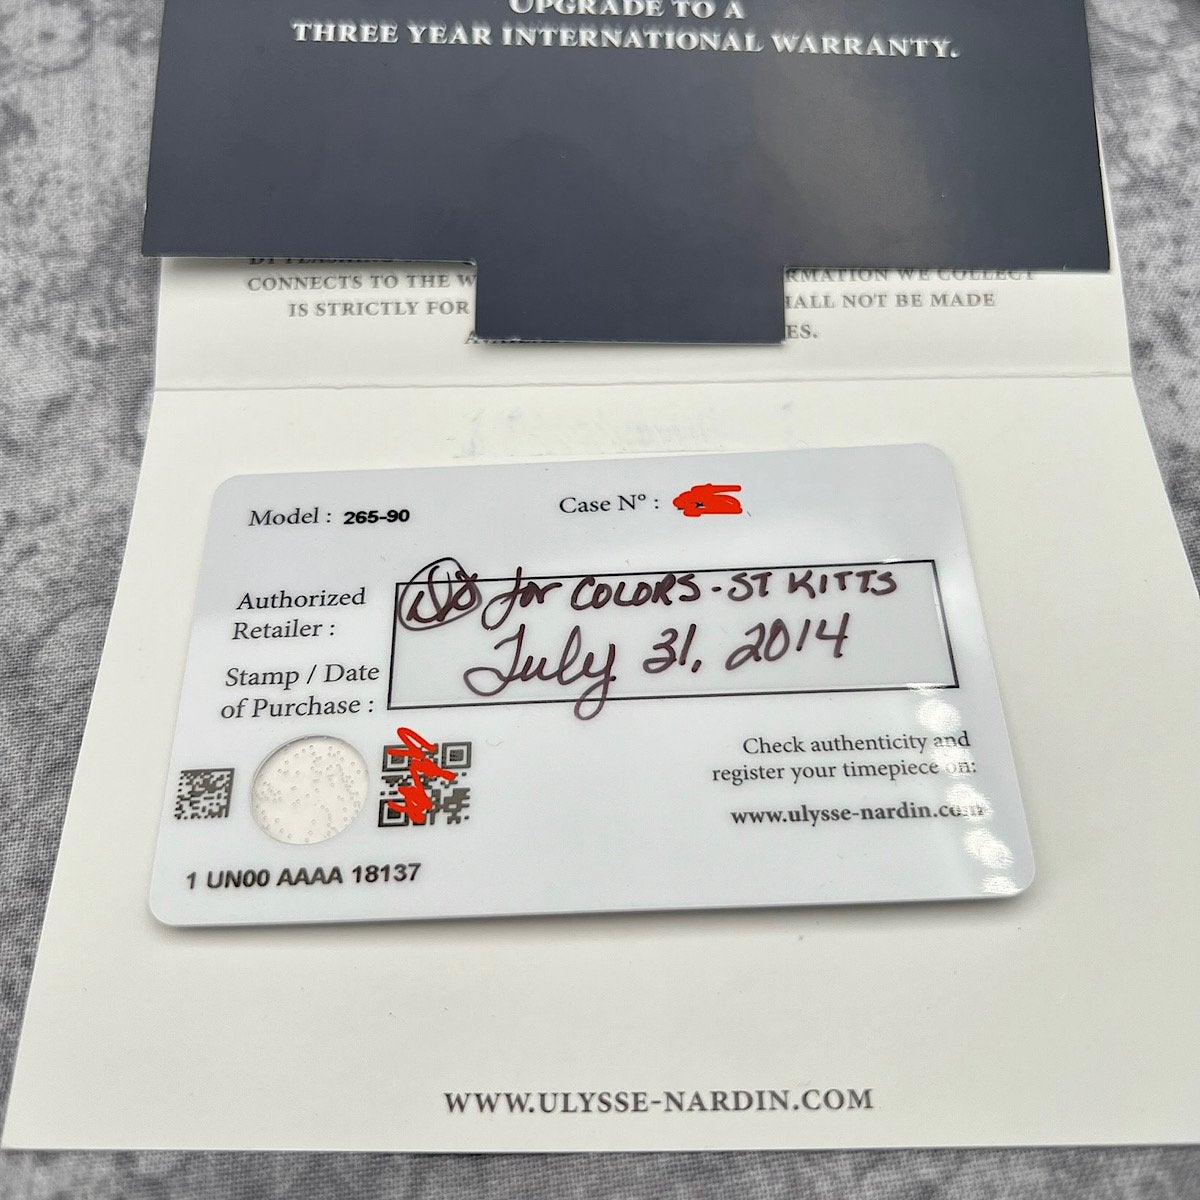 UPGRADE TO A
THREE YEAR INTERNATIONAL WARRANTY.
CONNECTS TO THE W RMATION WE COLLECT
IS STRICTLY FOR HALL NOT BE MADE
ES.
Model : 265-90 Case N° :
Authorized
Retailer :
for COLORS - ST KITTS
July 31, 2014
Stamp / Date
of Purchase :
Check authenticity and
register your timepiece on:
www.ulysse-nardin.com
1 UN00 AAAA 18137
WWW.ULYSSE-NARDIN.COM